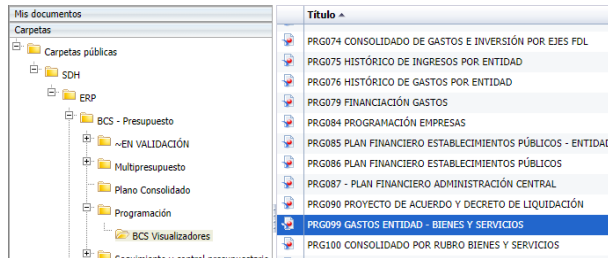 Mis documentos
Carpetas
Carpetas públicas
SDH
ERP
BCS - Presupuesto
~EN VALIDACIÓN
Multipresupuesto
Plano Consolidado
Programación
BCS Visualizadores
Seguimiento y control presupuestario
Título
PRG074 CONSOLIDADO DE GASTOS E INVERSIÓN POR EJES FDL
PRG075 HISTÓRICO DE INGRESOS POR ENTIDAD
PRG076 HISTÓRICO DE GASTOS POR ENTIDAD
PRG079 FINANCIACIÓN GASTOS
PRG084 PROGRAMACIÓN EMPRESAS
PRG085 PLAN FINANCIERO ESTABLECIMIENTOS PÚBLICOS - ENTIDAD
PRG086 PLAN FINANCIERO ESTABLECIMIENTOS PÚBLICOS
PRG087 - PLAN FINANCIERO ADMINISTRACIÓN CENTRAL
PRG090 PROYECTO DE ACUERDO Y DECRETO DE LIQUIDACIÓN
PRG099 GASTOS ENTIDAD - BIENES Y SERVICIOS
PRG100 CONSOLIDADO POR RUBRO BIENES Y SERVICIOS